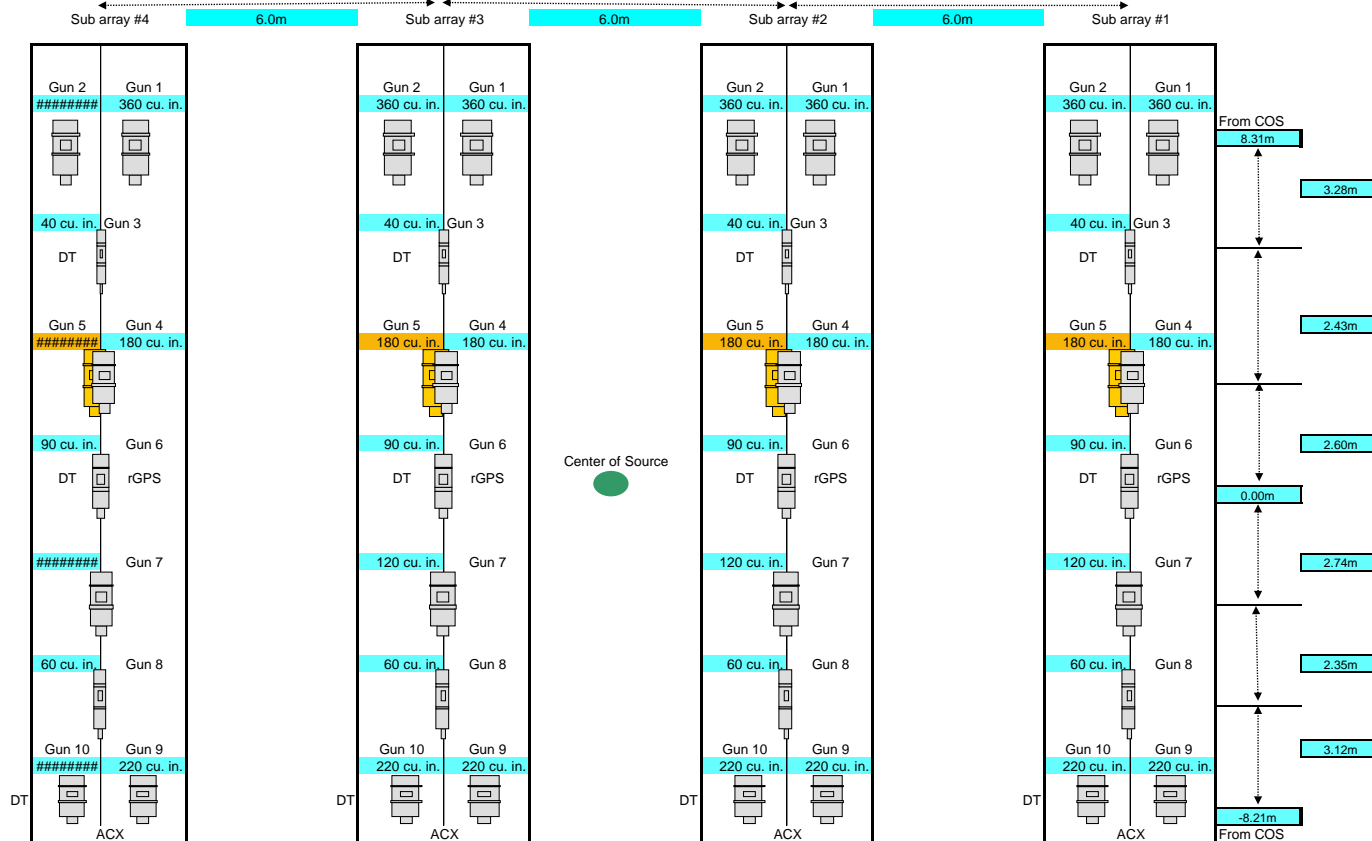 Sub array #4 6.0m Sub array #3 6.0m Sub array #2 6.0m Sub array #1
Gun 2 Gun 1 Gun 2 Gun 1 Gun 2 Gun 1 Gun 2 Gun 1
######## 360 cu. in. 360 cu. in. 360 cu. in. 360 cu. in. 360 cu. in. 360 cu. in. 360 cu. in.
From COS
8.31m
3.28m
40 cu. in. Gun 3 40 cu. in. Gun 3 40 cu. in. Gun 3 40 cu. in. Gun 3
DT DT DT DT
Gun 5 Gun 4 Gun 5 Gun 4 Gun 5 Gun 4 Gun 5 Gun 4 2.43m
######## 180 cu. in. 180 cu. in. 180 cu. in. 180 cu. in. 180 cu. in. 180 cu. in. 180 cu. in.
90 cu. in. Gun 6 90 cu. in. Gun 6 90 cu. in. Gun 6 90 cu. in. Gun 6 2.60m
Center of Source
DT rGPS DT rGPS DT rGPS DT rGPS
0.00m
######## Gun 7 120 cu. in. Gun 7 120 cu. in. Gun 7 120 cu. in. Gun 7 2.74m
60 cu. in. Gun 8 60 cu. in. Gun 8 60 cu. in. Gun 8 60 cu. in. Gun 8 2.35m
Gun 10 Gun 9 Gun 10 Gun 9 Gun 10 Gun 9 Gun 10 Gun 9 3.12m
######## 220 cu. in. 220 cu. in. 220 cu. in. 220 cu. in. 220 cu. in. 220 cu. in. 220 cu. in.
DT DT DT DT
-8.21m
ACX ACX ACX ACX From COS